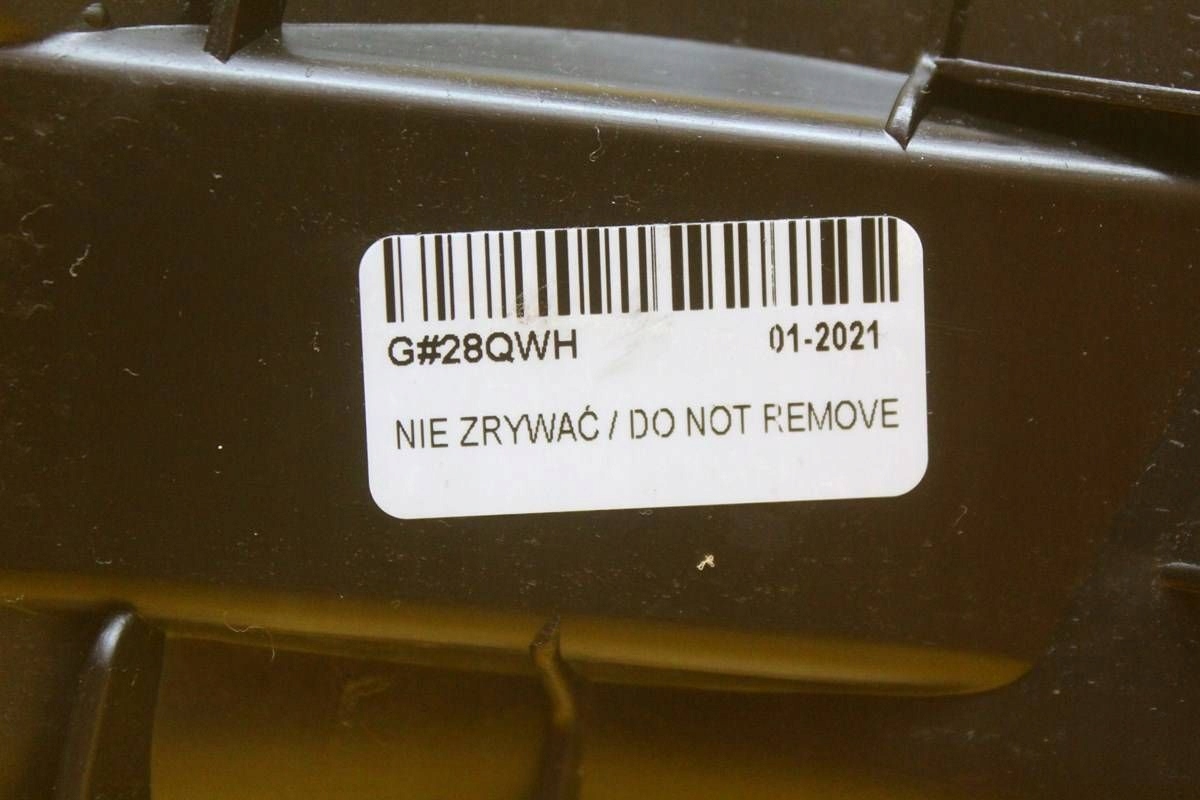 G#28QWH 01-2021
NIE ZRYWAĆ / DO NOT REMOVE